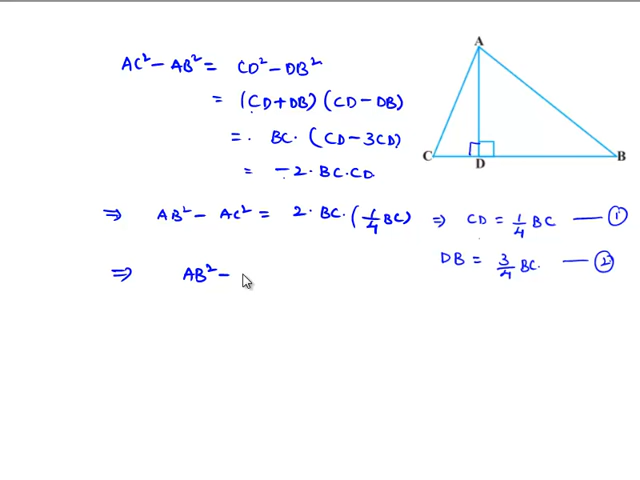 AC² − AB² = CD² − DB²
= (CD+DB) (CD − DB)
= · BC · (CD − 3CD)
= −2 · BC · CD
⇒ AB² − AC² = 2 · BC · (1/4 BC) ⇒ CD = 1/4 BC — ①
DB = 3/4 BC. — ②
⇒ AB² −
A
C
D
B